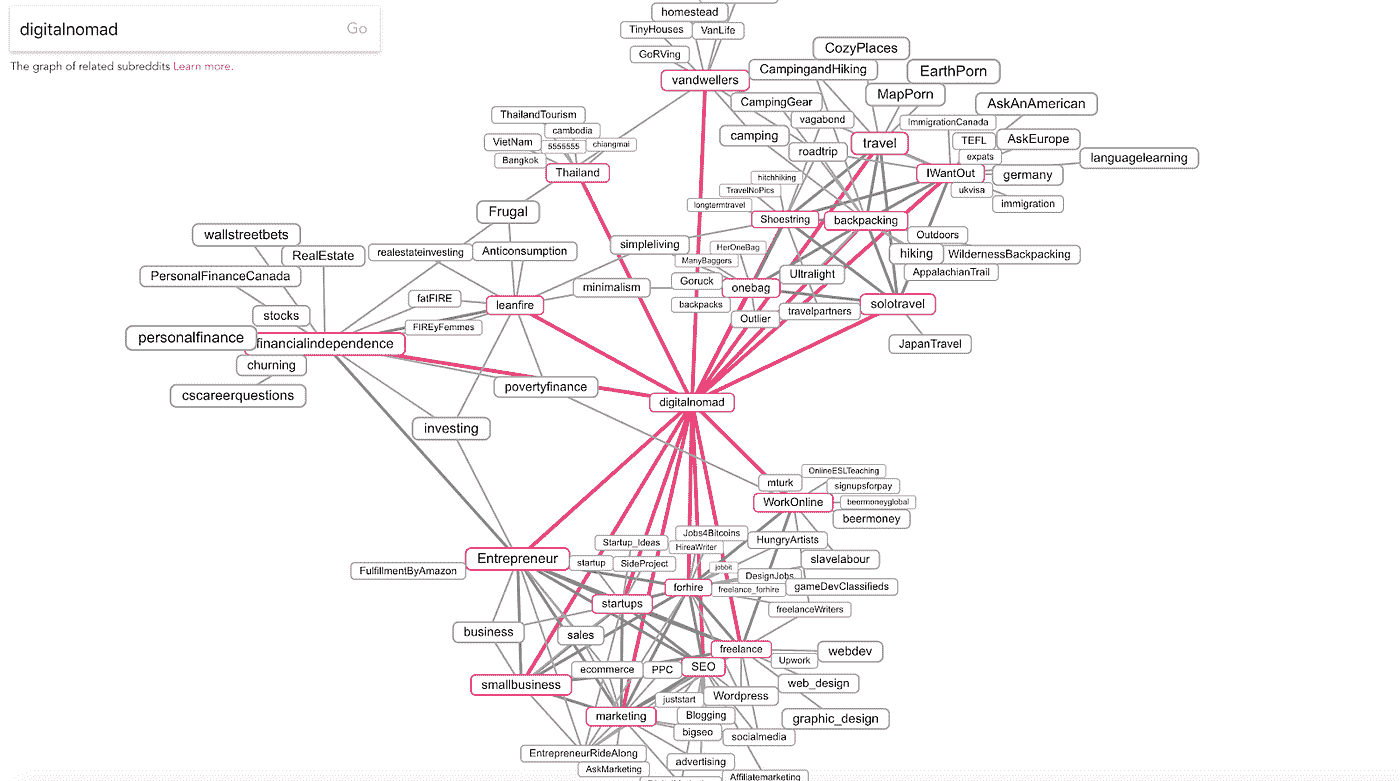 digitalnomad
Go
The graph of related subreddits Learn more.
homestead
TinyHouses
VanLife
GoRVing
vandwellers
CozyPlaces
CampingandHiking
EarthPorn
MapPorn
CampingGear
AskAnAmerican
vagabond
ImmigrationCanada
camping
travel
TEFL
AskEurope
roadtrip
expats
languagelearning
IWantOut
germany
ukvisa
immigration
ThailandTourism
cambodia
VietNam
5555555
chiangmai
Bangkok
Thailand
hitchhiking
TravelNoPics
longtermtravel
Shoestring
backpacking
Outdoors
Frugal
wallstreetbets
RealEstate
realestateinvesting
Anticonsumption
simpleliving
HerOneBag
ManyBaggers
hiking
WildernessBackpacking
AppalachianTrail
PersonalFinanceCanada
Ultralight
Goruck
onebag
minimalism
fatFIRE
leanfire
backpacks
solotravel
Outlier
travelpartners
stocks
FIREyFemmes
personalfinance
financialindependence
JapanTravel
churning
povertyfinance
cscareerquestions
digitalnomad
investing
OnlineESLTeaching
mturk
signupsforpay
WorkOnline
beermoneyglobal
beermoney
Jobs4Bitcoins
Startup_Ideas
HireaWriter
HungryArtists
Entrepreneur
startup
SideProject
slavelabour
FulfillmentByAmazon
jobbit
DesignJobs
forhire
freelance_forhire
gameDevClassifieds
startups
freelanceWriters
business
sales
freelance
webdev
Upwork
ecommerce
PPC
SEO
smallbusiness
web_design
juststart
Wordpress
marketing
Blogging
graphic_design
bigseo
socialmedia
EntrepreneurRideAlong
advertising
AskMarketing
Affiliatemarketing